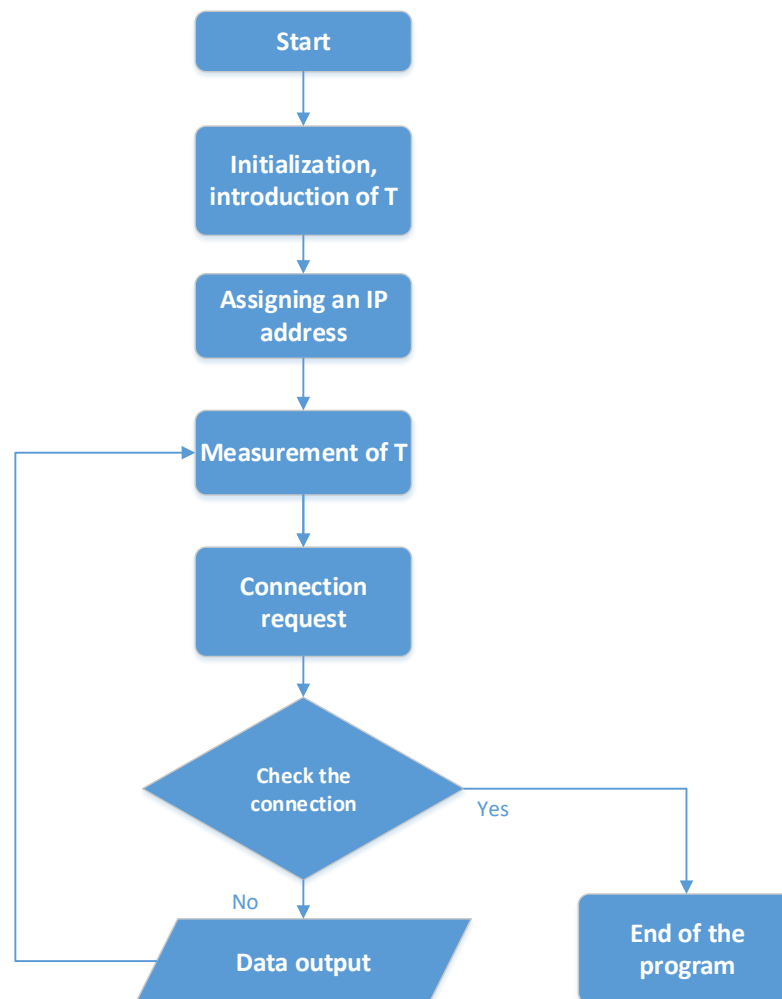 Start
Initialization,
introduction of T
Assigning an IP
address
Measurement of T
Connection
request
Check the
connection
Yes
No
Data output
End of the
program